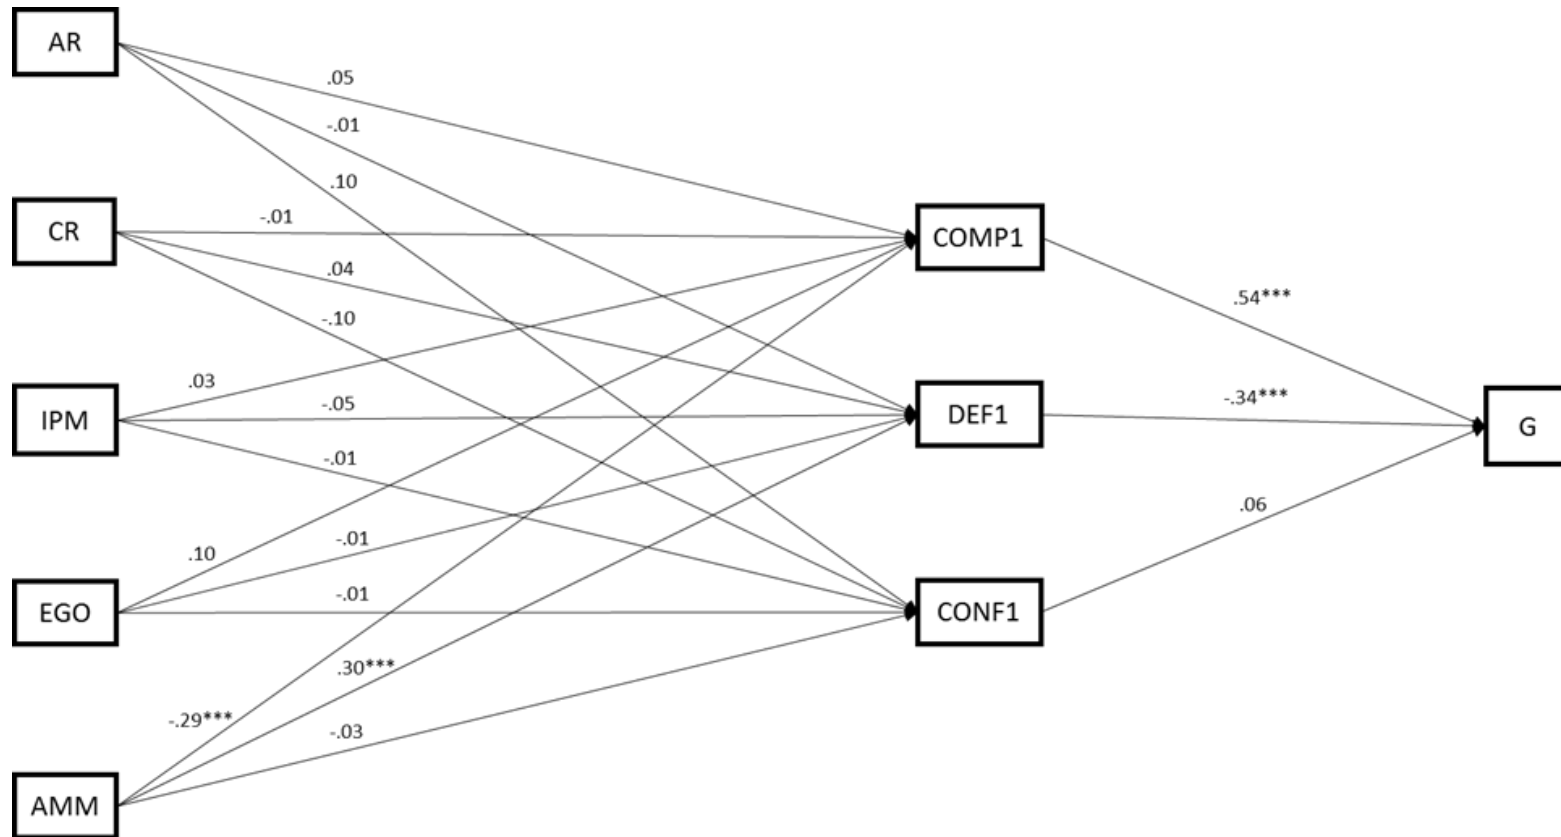 AR
.05
-.01
.10
CR
-.01
.04
-.10
COMP1
.54***
IPM
.03
-.05
-.01
DEF1
-.34***
G
.06
EGO
.10
-.01
-.01
CONF1
.30***
-.29***
-.03
AMM